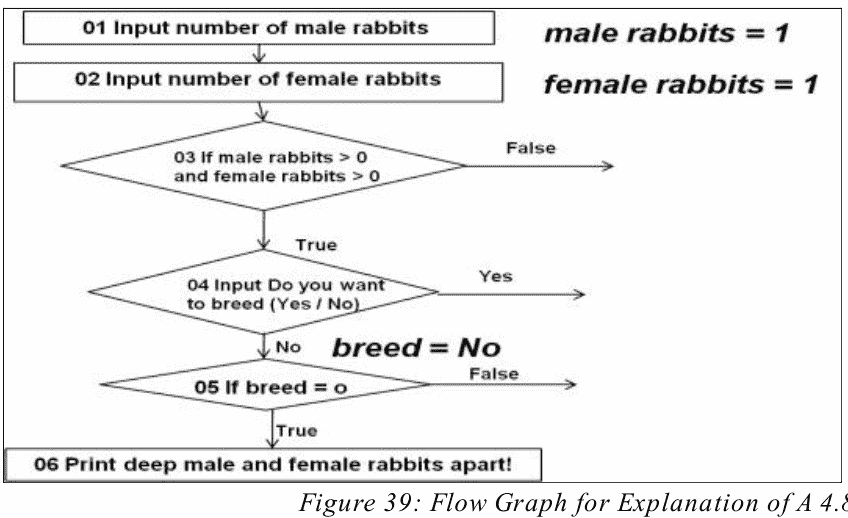 01 Input number of male rabbits
male rabbits = 1
02 Input number of female rabbits
female rabbits = 1
03 If male rabbits > 0
and female rabbits > 0
False
True
04 Input Do you want
to breed (Yes / No)
Yes
No
breed = No
05 If breed = o
False
True
06 Print deep male and female rabbits apart!
Figure 39: Flow Graph for Explanation of A 4.8